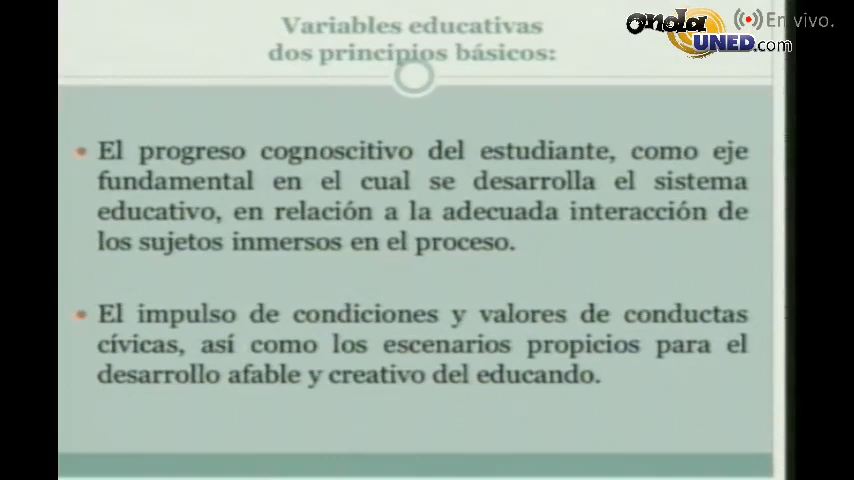 Variables educativas
dos principios básicos:
onda
UNED.com
En vivo.
El progreso cognoscitivo del estudiante, como eje
fundamental en el cual se desarrolla el sistema
educativo, en relación a la adecuada interacción de
los sujetos inmersos en el proceso.
El impulso de condiciones y valores de conductas
cívicas, así como los escenarios propicios para el
desarrollo afable y creativo del educando.